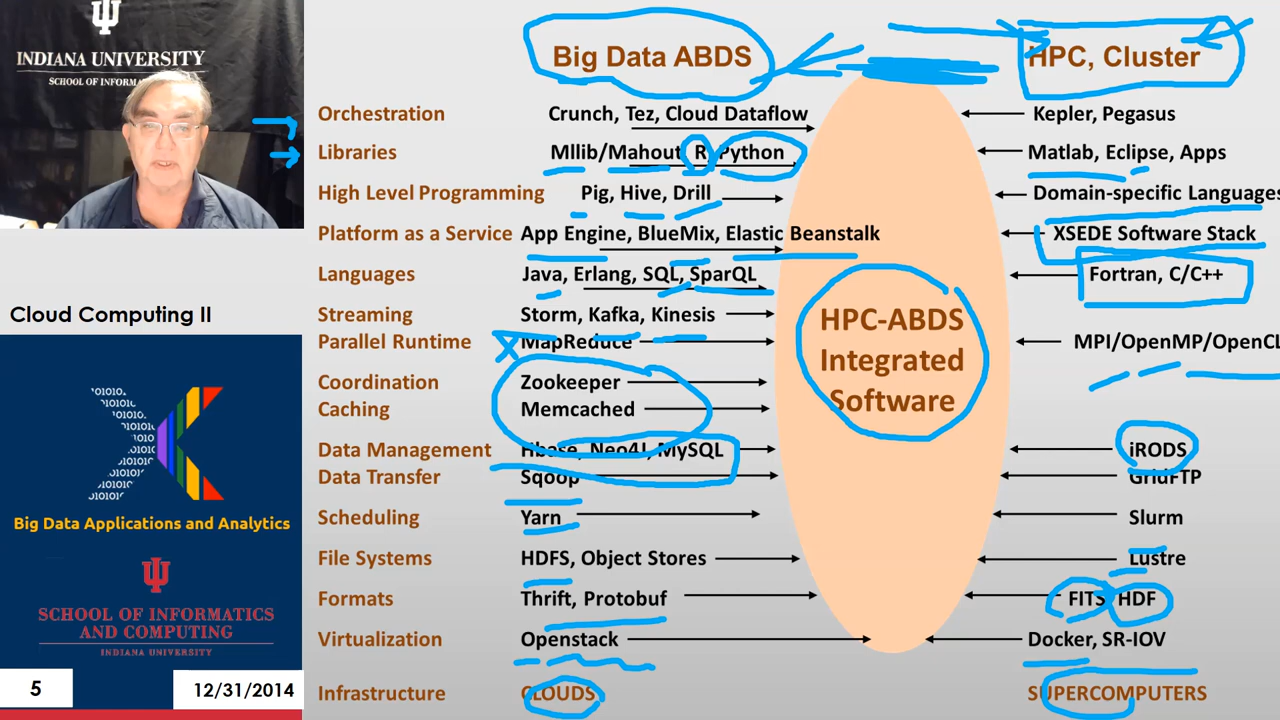 INDIANA UNIVERSITY
SCHOOL OF INFORMA
Cloud Computing II
Big Data Applications and Analytics
SCHOOL OF INFORMATICS
AND COMPUTING
INDIANA UNIVERSITY
5
12/31/2014
Big Data ABDS HPC, Cluster
Orchestration Crunch, Tez, Cloud Dataflow Kepler, Pegasus
Libraries Mllib/Mahout, R, Python Matlab, Eclipse, Apps
High Level Programming Pig, Hive, Drill Domain-specific Languages
Platform as a Service App Engine, BlueMix, Elastic Beanstalk XSEDE Software Stack
Languages Java, Erlang, SQL, SparQL Fortran, C/C++
Streaming Storm, Kafka, Kinesis
Parallel Runtime MapReduce MPI/OpenMP/OpenCL
Coordination Zookeeper
Caching Memcached
Data Management Hbase, Neo4J, MySQL iRODS
Data Transfer Sqoop GridFTP
Scheduling Yarn Slurm
File Systems HDFS, Object Stores Lustre
Formats Thrift, Protobuf FITS, HDF
Virtualization Openstack Docker, SR-IOV
Infrastructure CLOUDS SUPERCOMPUTERS
HPC-ABDS
Integrated
Software